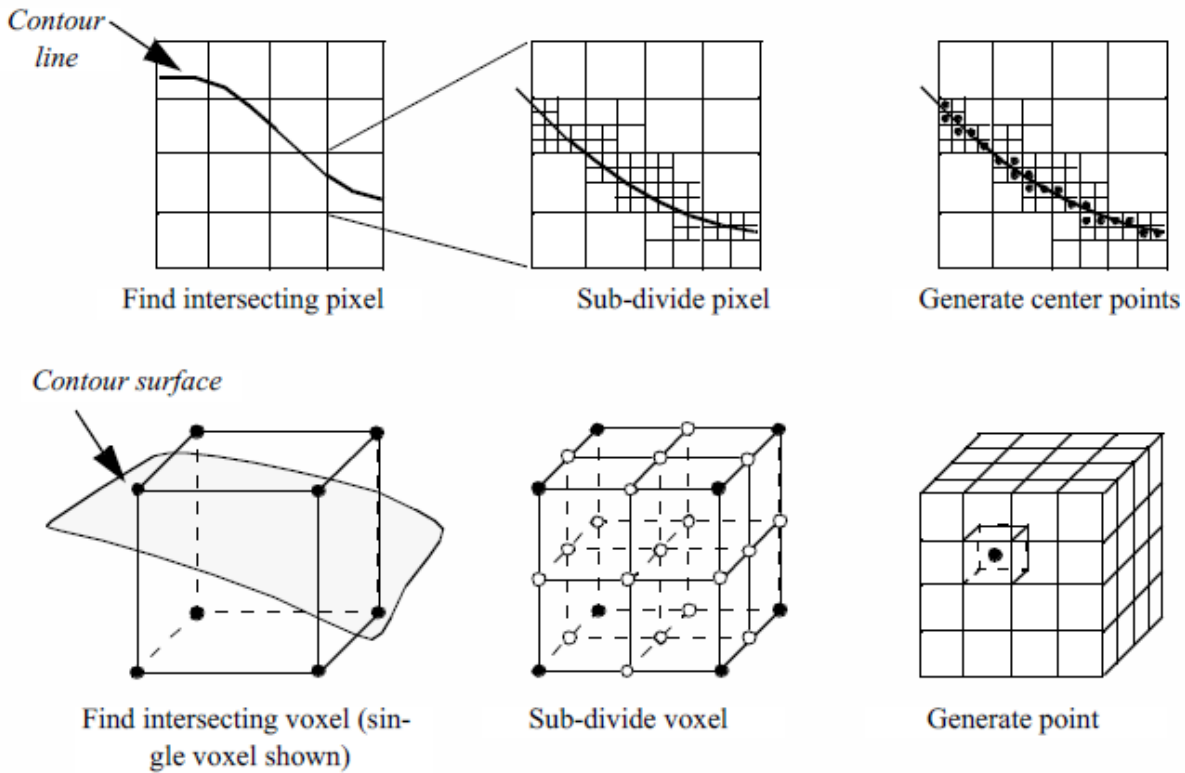 Contour
line
Find intersecting pixel
Sub-divide pixel
Generate center points
Contour surface
Find intersecting voxel (sin-
gle voxel shown)
Sub-divide voxel
Generate point